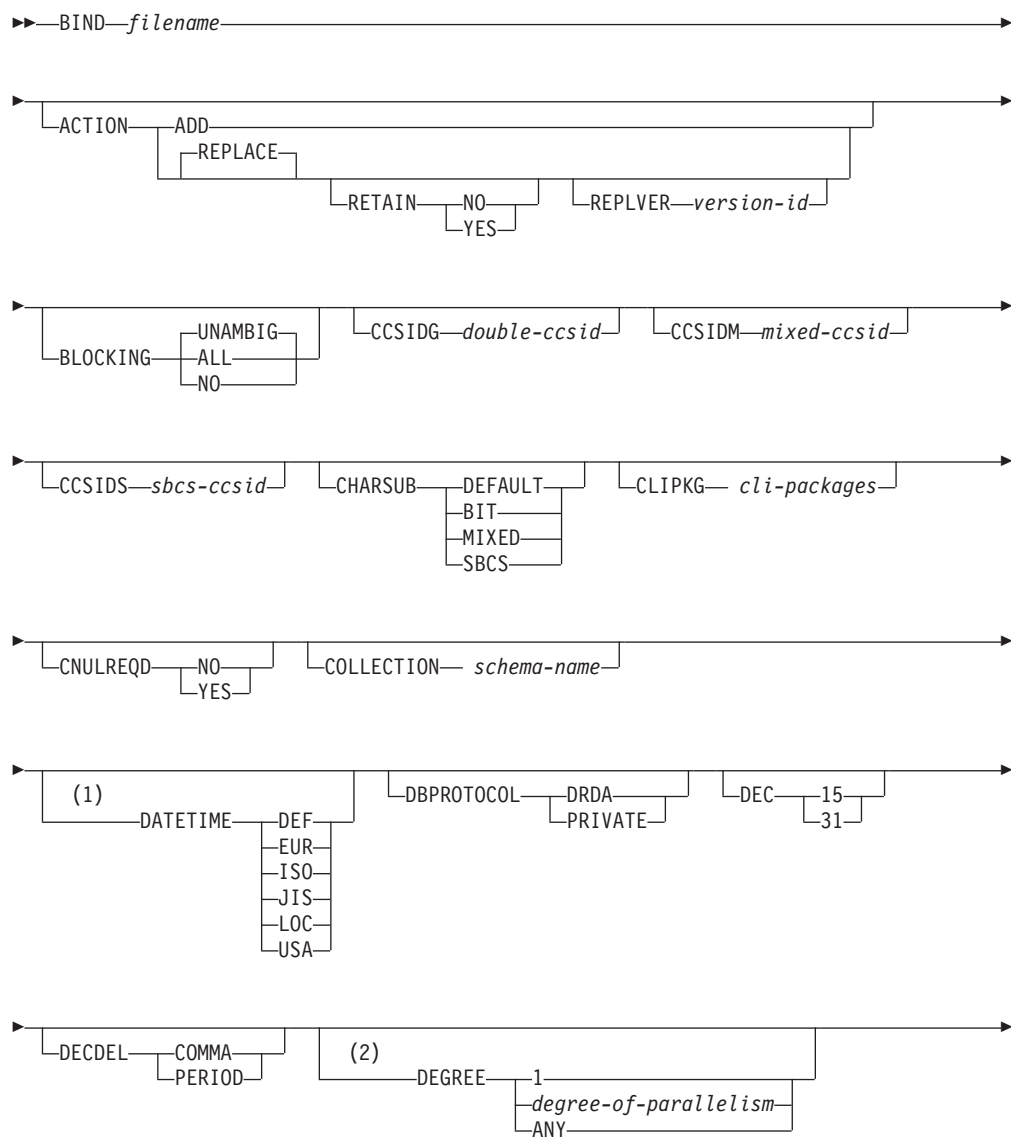 BIND filename
ACTION ADD
REPLACE
RETAIN NO REPLVER version-id
YES
UNAMBIG CCSIDG double-ccsid CCSIDM mixed-ccsid
BLOCKING ALL
NO
CCSIDS sbcs-ccsid CHARSUB DEFAULT CLIPKG cli-packages
BIT
MIXED
SBCS
CNULREQD NO COLLECTION schema-name
YES
(1) DBPROTOCOL DRDA DEC 15
DATETIME DEF PRIVATE 31
EUR
ISO
JIS
LOC
USA
DECDEL COMMA (2)
PERIOD DEGREE 1
degree-of-parallelism
ANY